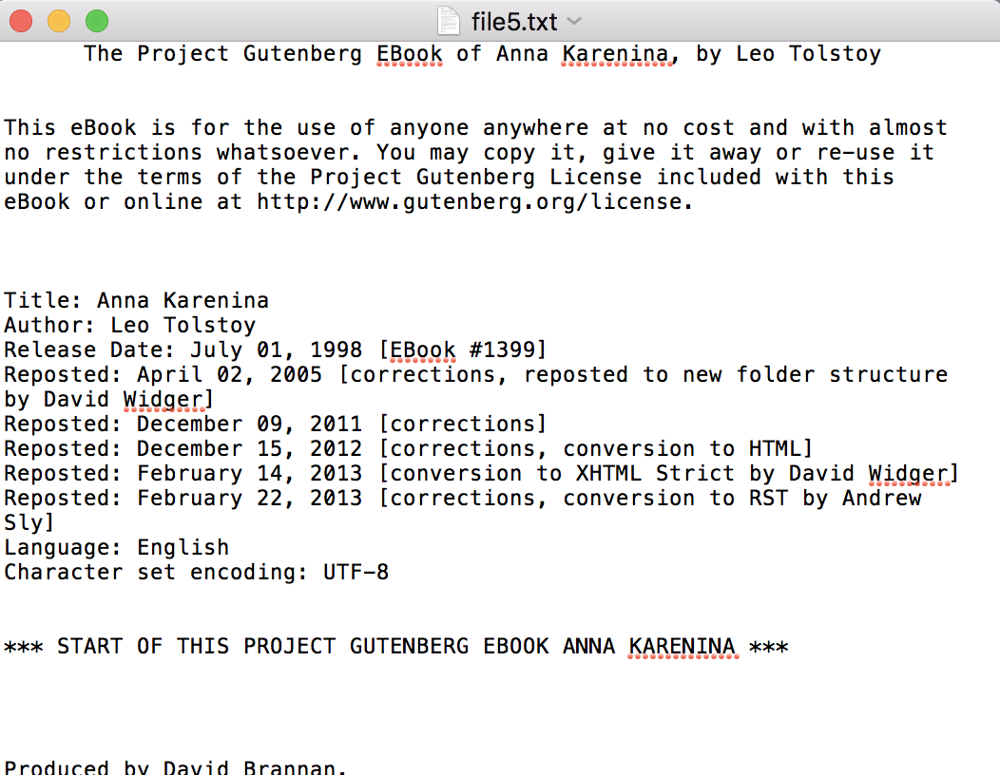 file5.txt
The Project Gutenberg EBook of Anna Karenina, by Leo Tolstoy
This eBook is for the use of anyone anywhere at no cost and with almost
no restrictions whatsoever. You may copy it, give it away or re-use it
under the terms of the Project Gutenberg License included with this
eBook or online at http://www.gutenberg.org/license.
Title: Anna Karenina
Author: Leo Tolstoy
Release Date: July 01, 1998 [EBook #1399]
Reposted: April 02, 2005 [corrections, reposted to new folder structure
by David Widger]
Reposted: December 09, 2011 [corrections]
Reposted: December 15, 2012 [corrections, conversion to HTML]
Reposted: February 14, 2013 [conversion to XHTML Strict by David Widger]
Reposted: February 22, 2013 [corrections, conversion to RST by Andrew
Sly]
Language: English
Character set encoding: UTF-8
*** START OF THIS PROJECT GUTENBERG EBOOK ANNA KARENINA ***
Produced by David Brannan.